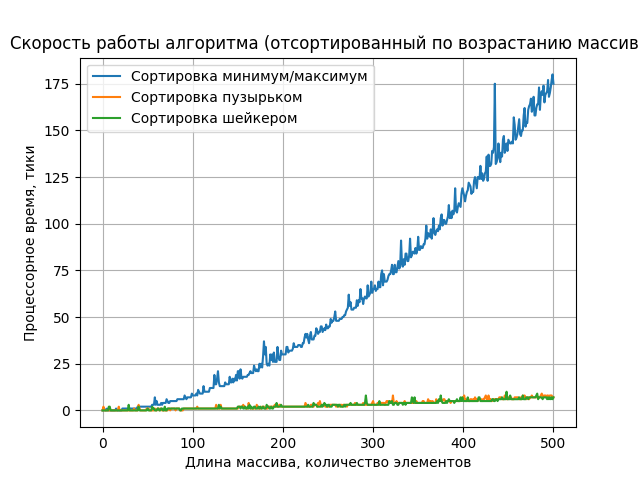 Скорость работы алгоритма (отсортированный по возрастанию массив
Сортировка минимум/максимум
Сортировка пузырьком
Сортировка шейкером
Процессорное время, тики
175
150
125
100
75
50
25
0
0 100 200 300 400 500
Длина массива, количество элементов